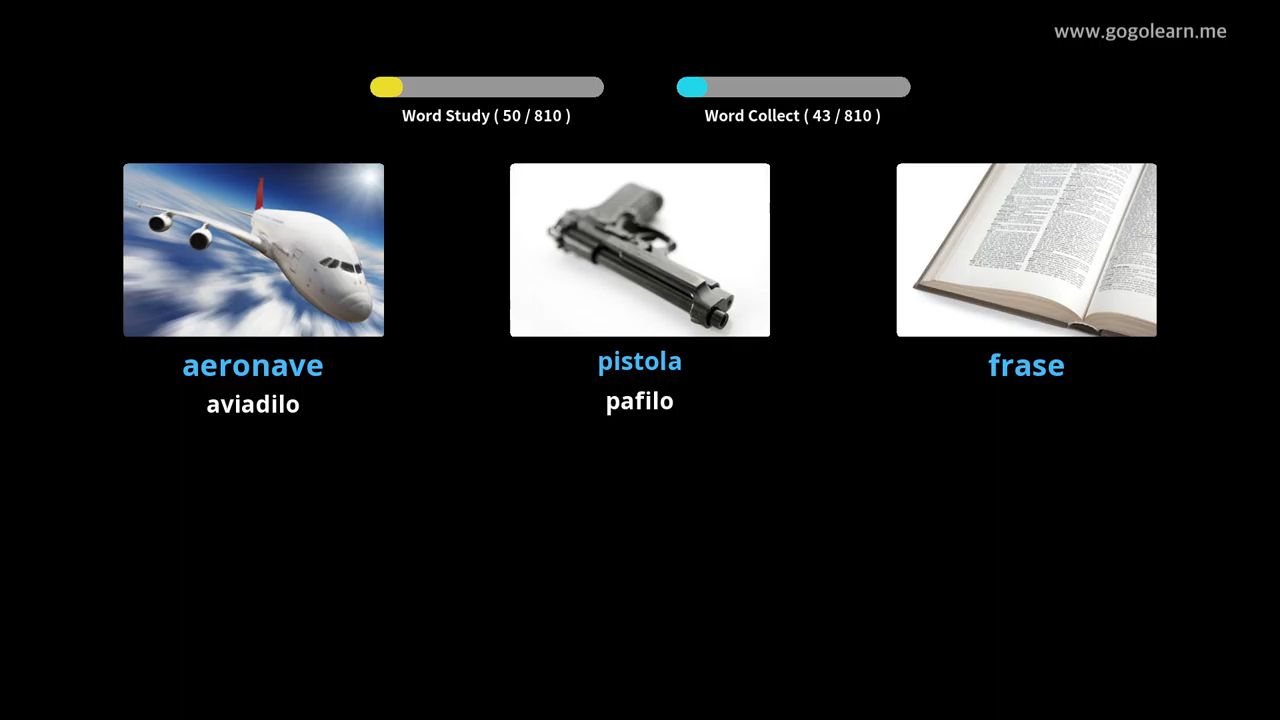 www.gogolearn.me
Word Study ( 50 / 810 )
Word Collect ( 43 / 810 )
aeronave
aviadilo
pistola
pafilo
frase